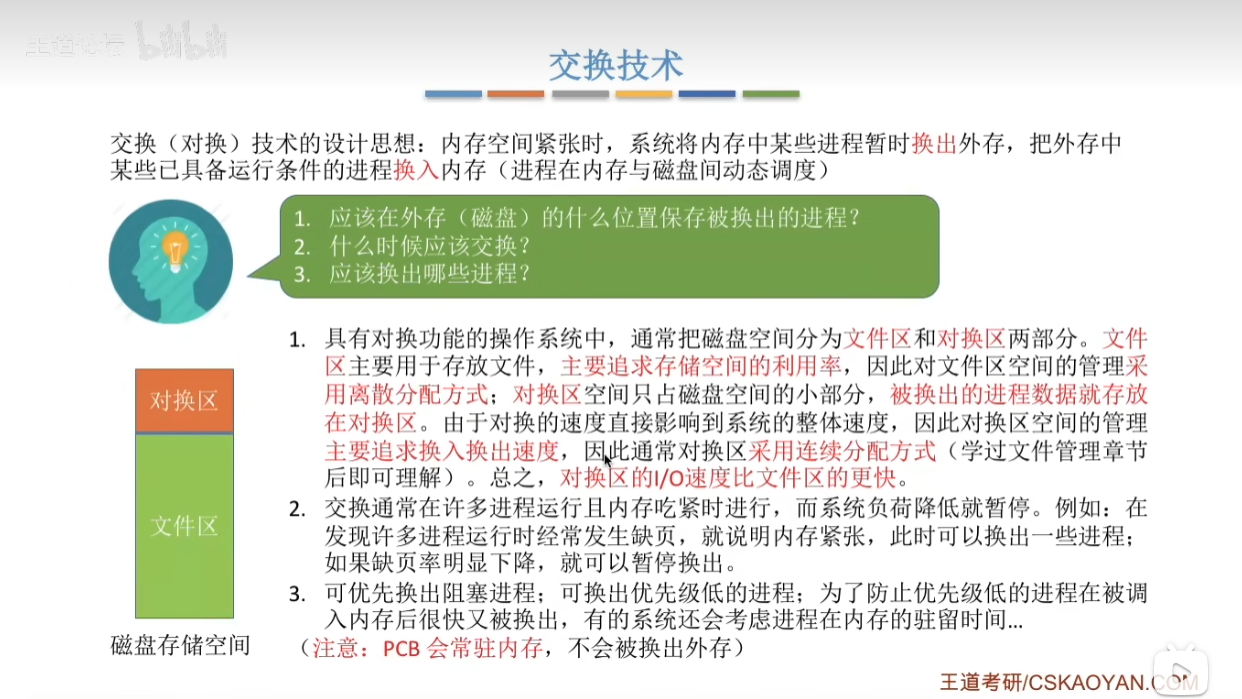 王道论坛 bilibili
交换技术
交换（对换）技术的设计思想：内存空间紧张时，系统将内存中某些进程暂时换出外存，把外存中
某些已具备运行条件的进程换入内存（进程在内存与磁盘间动态调度）
1. 应该在外存（磁盘）的什么位置保存被换出的进程？
2. 什么时候应该交换？
3. 应该换出哪些进程？
1. 具有对换功能的操作系统中，通常把磁盘空间分为文件区和对换区两部分。文件
区主要用于存放文件，主要追求存储空间的利用率，因此对文件区空间的管理采
用离散分配方式；对换区空间只占磁盘空间的小部分，被换出的进程数据就存放
在对换区。由于对换的速度直接影响到系统的整体速度，因此对换区空间的管理
主要追求换入换出速度，因此通常对换区采用连续分配方式（学过文件管理章节
后即可理解）。总之，对换区的I/O速度比文件区的更快。
2. 交换通常在许多进程运行且内存吃紧时进行，而系统负荷降低就暂停。例如：在
发现许多进程运行时经常发生缺页，就说明内存紧张，此时可以换出一些进程；
如果缺页率明显下降，就可以暂停换出。
3. 可优先换出阻塞进程；可换出优先级低的进程；为了防止优先级低的进程在被调
入内存后很快又被换出，有的系统还会考虑进程在内存的驻留时间…
（注意：PCB 会常驻内存，不会被换出外存）
对换区
文件区
磁盘存储空间
王道考研/CSKAOYAN.COM